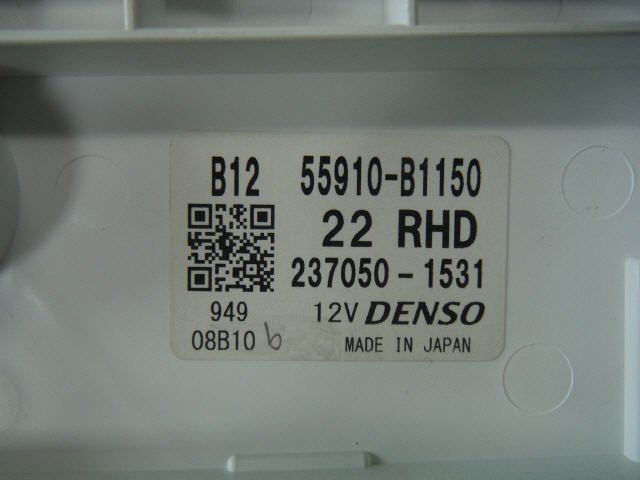 B12 55910-B1150
22 RHD
237050-1531
949 12V DENSO
08B10 b MADE IN JAPAN